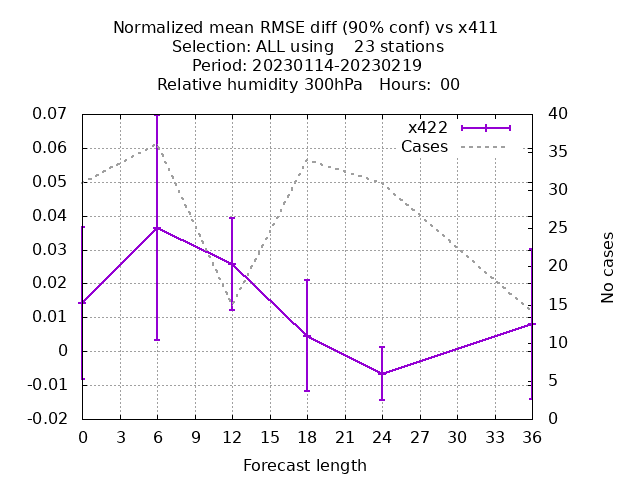 Normalized mean RMSE diff (90% conf) vs x411
Selection: ALL using    23 stations
Period: 20230114-20230219
Relative humidity 300hPa   Hours:  00
0.07
0.06
0.05
0.04
0.03
0.02
0.01
0
-0.01
-0.02
x422
Cases
40
35
30
25
20
15
10
5
0
No cases
0 3 6 9 12 15 18 21 24 27 30 33 36
Forecast length